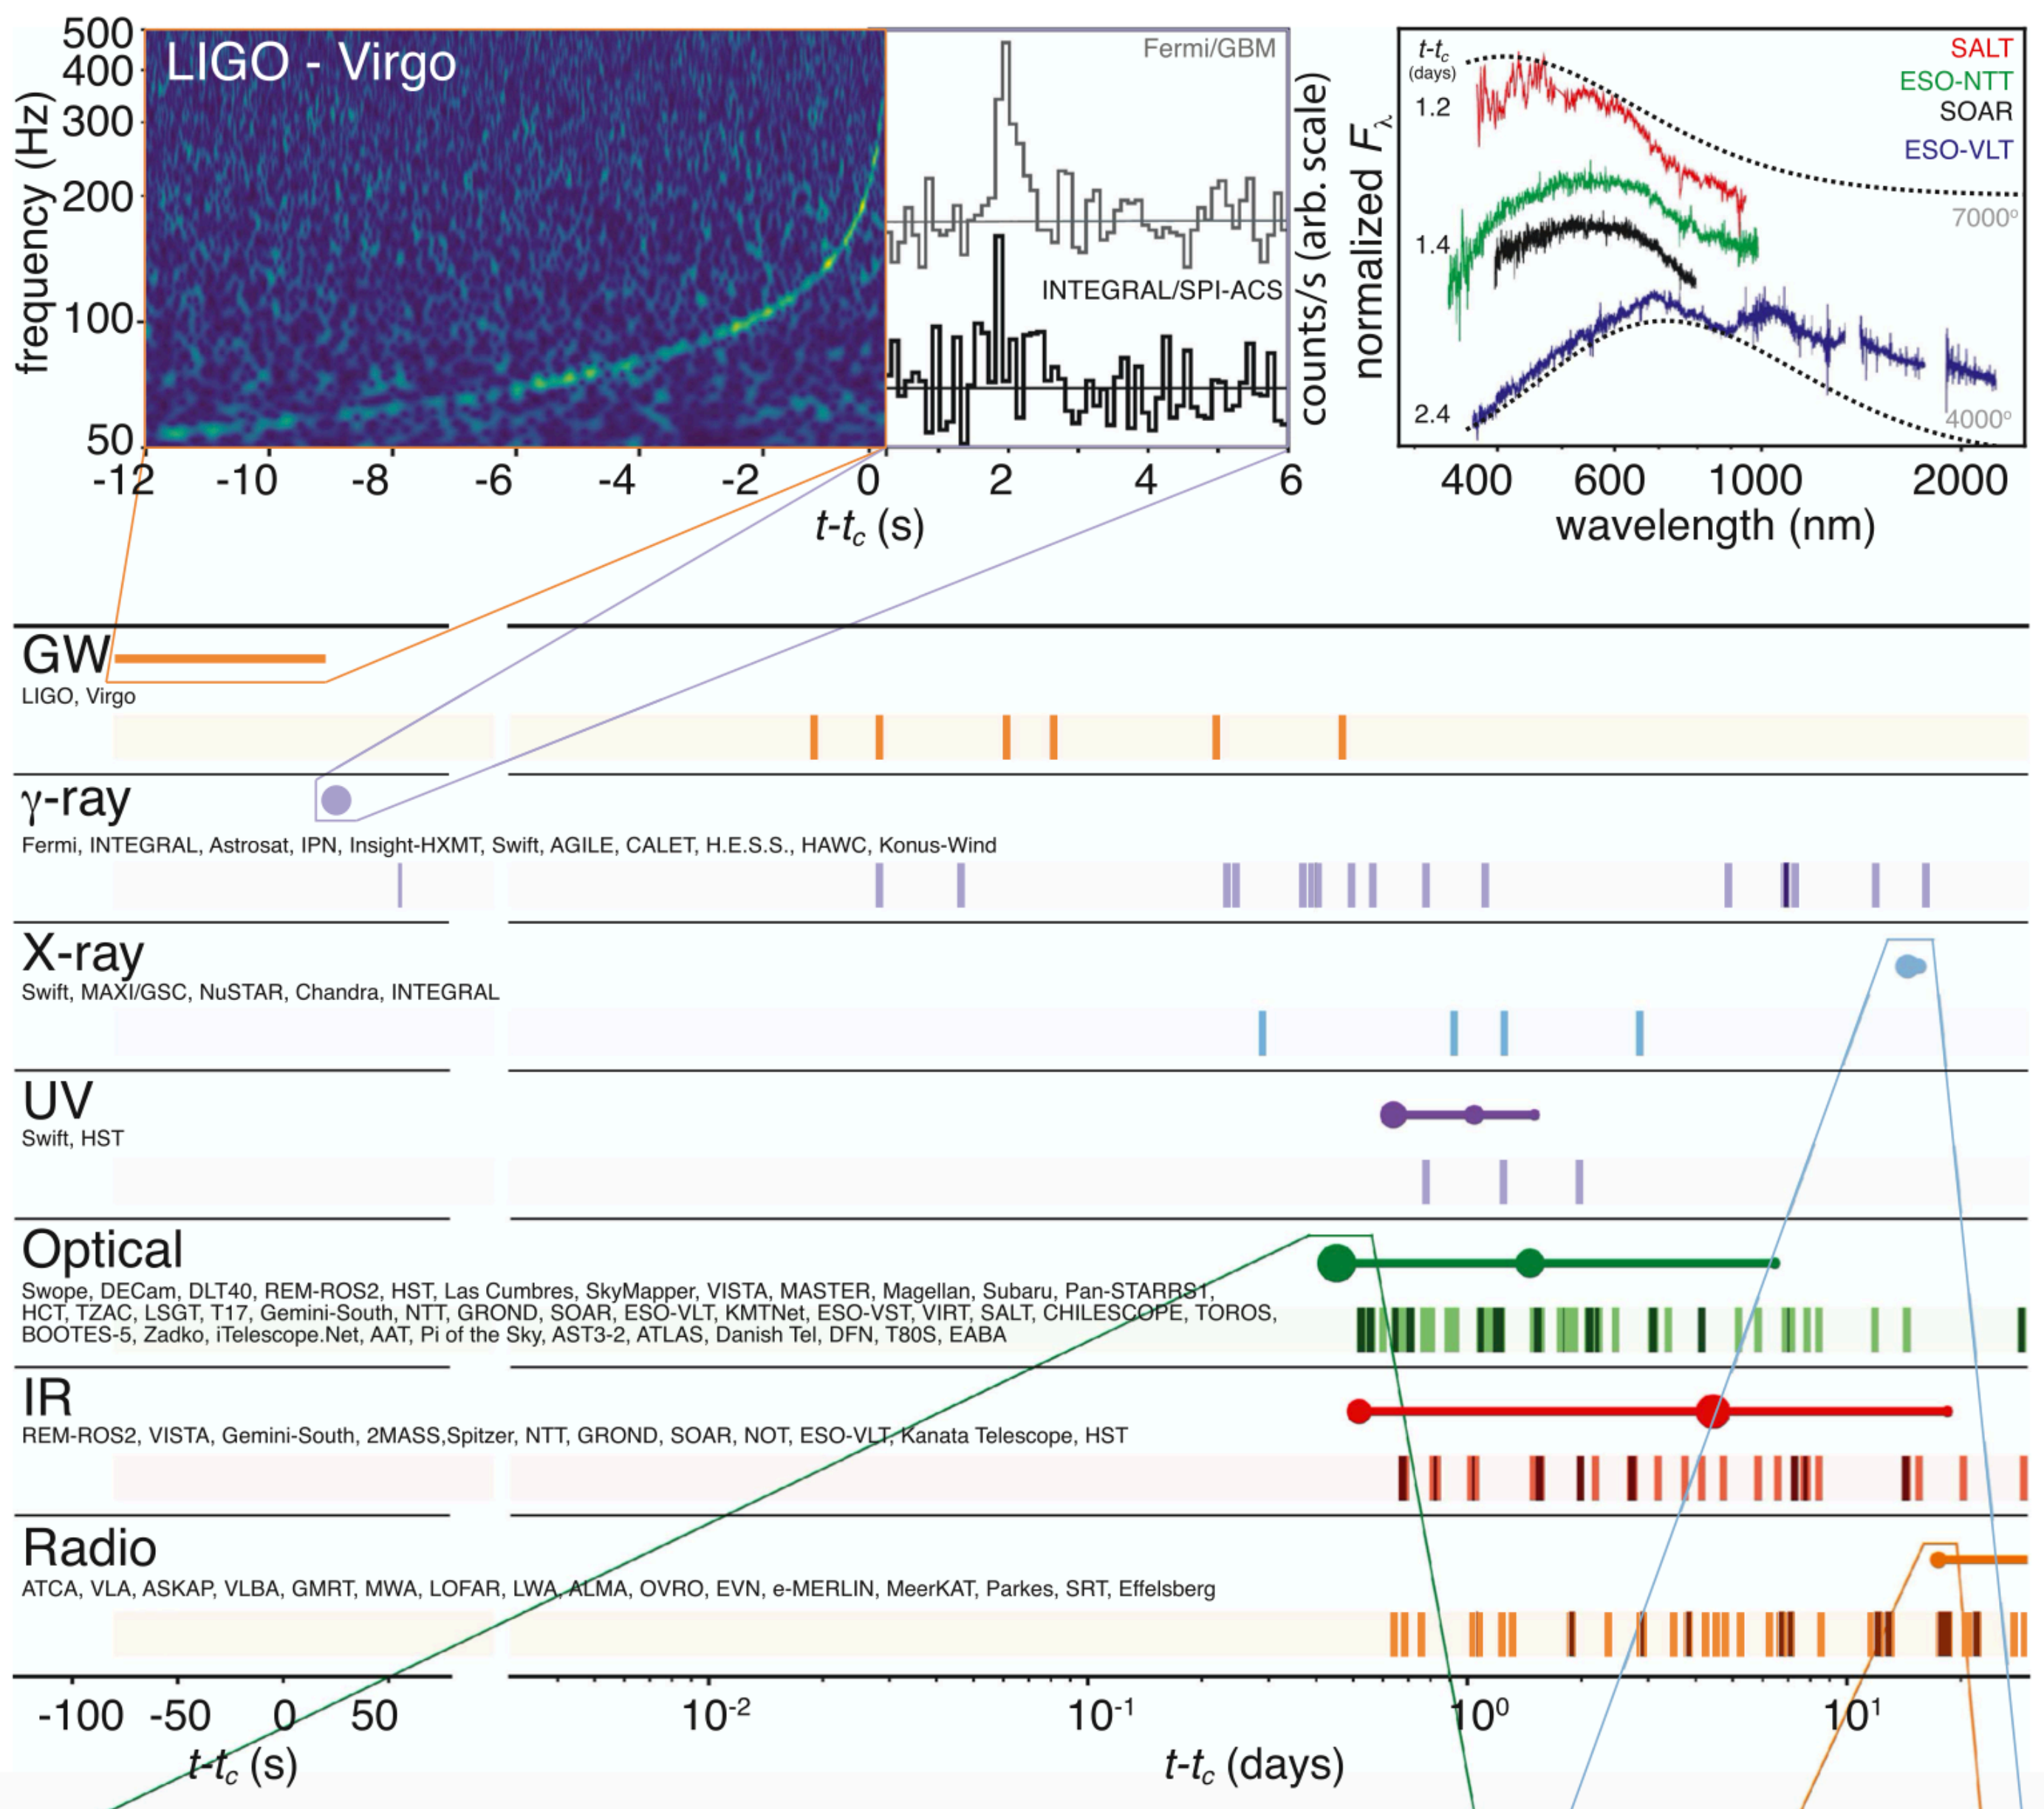 LIGO - Virgo
frequency (Hz)
500
400
300
200
100
50
-12 -10 -8 -6 -4 -2 0 2 4 6
t-tc (s)
Fermi/GBM
INTEGRAL/SPI-ACS
counts/s (arb. scale)
normalized Fλ
t-tc
(days)
1.2
1.4
2.4
SALT
ESO-NTT
SOAR
ESO-VLT
7000º
4000º
400 600 1000 2000
wavelength (nm)
GW
LIGO, Virgo
γ-ray
Fermi, INTEGRAL, Astrosat, IPN, Insight-HXMT, Swift, AGILE, CALET, H.E.S.S., HAWC, Konus-Wind
X-ray
Swift, MAXI/GSC, NuSTAR, Chandra, INTEGRAL
UV
Swift, HST
Optical
Swope, DECam, DLT40, REM-ROS2, HST, Las Cumbres, SkyMapper, VISTA, MASTER, Magellan, Subaru, Pan-STARRS1,
HCT, TZAC, LSGT, T17, Gemini-South, NTT, GROND, SOAR, ESO-VLT, KMTNet, ESO-VST, VIRT, SALT, CHILESCOPE, TOROS,
BOOTES-5, Zadko, iTelescope.Net, AAT, Pi of the Sky, AST3-2, ATLAS, Danish Tel, DFN, T80S, EABA
IR
REM-ROS2, VISTA, Gemini-South, 2MASS,Spitzer, NTT, GROND, SOAR, NOT, ESO-VLT, Kanata Telescope, HST
Radio
ATCA, VLA, ASKAP, VLBA, GMRT, MWA, LOFAR, LWA, ALMA, OVRO, EVN, e-MERLIN, MeerKAT, Parkes, SRT, Effelsberg
-100 -50 0 50
t-tc (s)
10-2 10-1 100 101
t-tc (days)